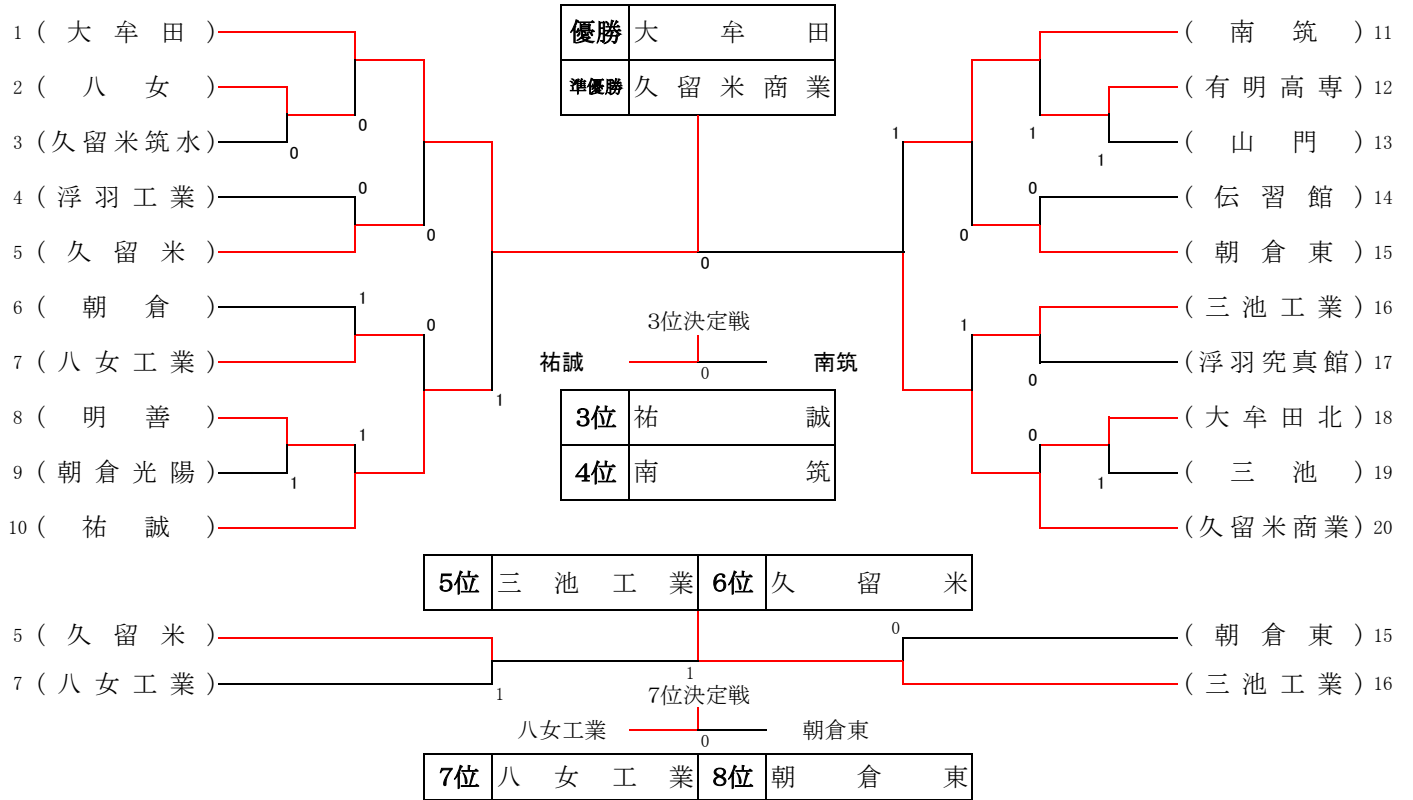 1 ( 大 牟 田 )
2 ( 八 女 )
3 ( 久留米筑水 )
4 ( 浮羽工業 )
5 ( 久 留 米 )
6 ( 朝 倉 )
7 ( 八女工業 )
8 ( 明 善 )
9 ( 朝倉光陽 )
10 ( 祐 誠 )
0
0
0
0
1
0
1
1
1
優勝 大 牟 田
準優勝 久留米商業
0
3位決定戦
祐誠 0 南筑
3位 祐 誠
4位 南 筑
( 南 筑 ) 11
( 有明高専 ) 12
( 山 門 ) 13
( 伝 習 館 ) 14
( 朝 倉 東 ) 15
( 三池工業 ) 16
( 浮羽究真館 ) 17
( 大牟田北 ) 18
( 三 池 ) 19
( 久留米商業 ) 20
1
1
1
0
0
1
0
0
1
5位 三池工業 6位 久 留 米
5 ( 久 留 米 )
7 ( 八女工業 )
1
1
0
( 朝 倉 東 ) 15
( 三池工業 ) 16
7位決定戦
八女工業 0 朝倉東
7位 八女工業 8位 朝 倉 東